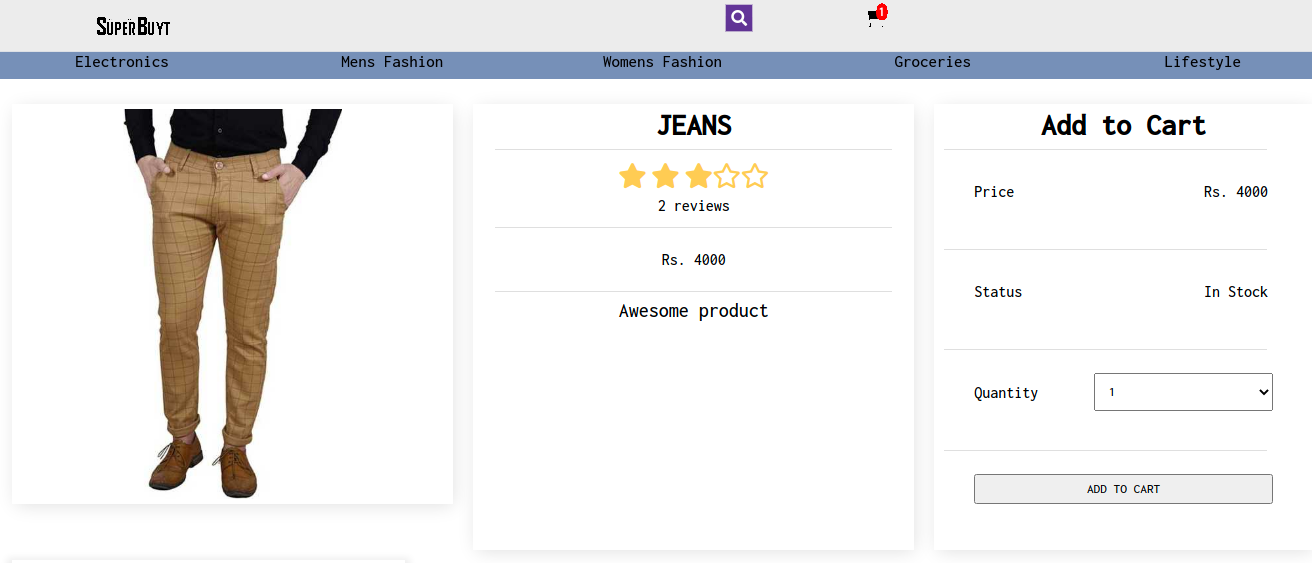 SUPERBUYT
1
Electronics Mens Fashion Womens Fashion Groceries Lifestyle
JEANS
2 reviews
Rs. 4000
Awesome product
Add to Cart
Price Rs. 4000
Status In Stock
Quantity 1
ADD TO CART